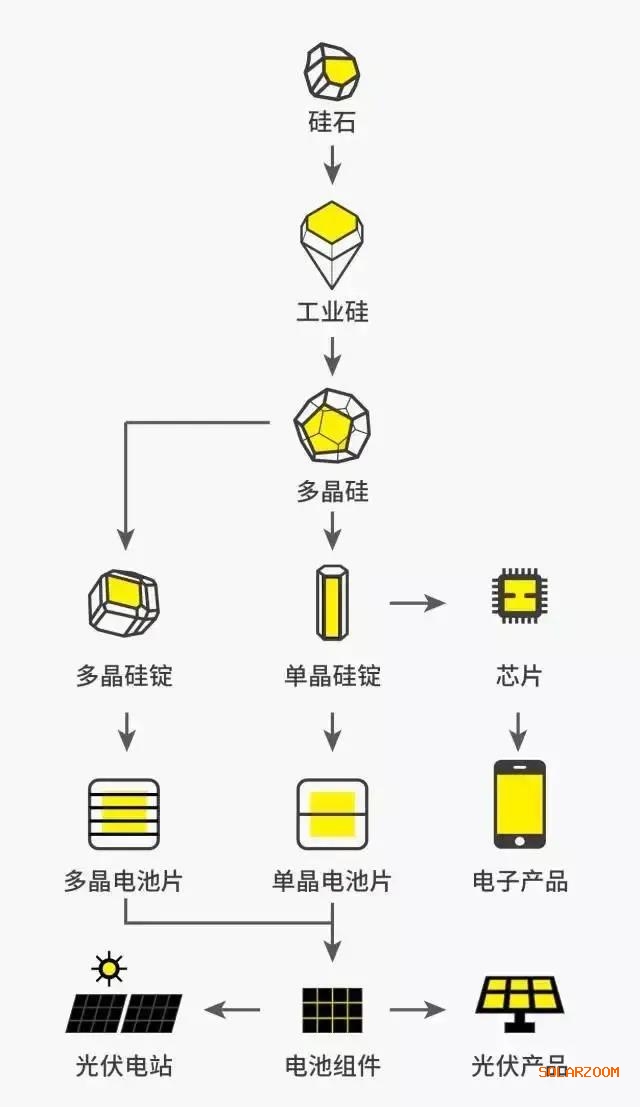 硅石
工业硅
多晶硅
多晶硅锭
单晶硅锭
芯片
多晶电池片
单晶电池片
电子产品
光伏电站
电池组件
光伏产品
SOLARZOOM